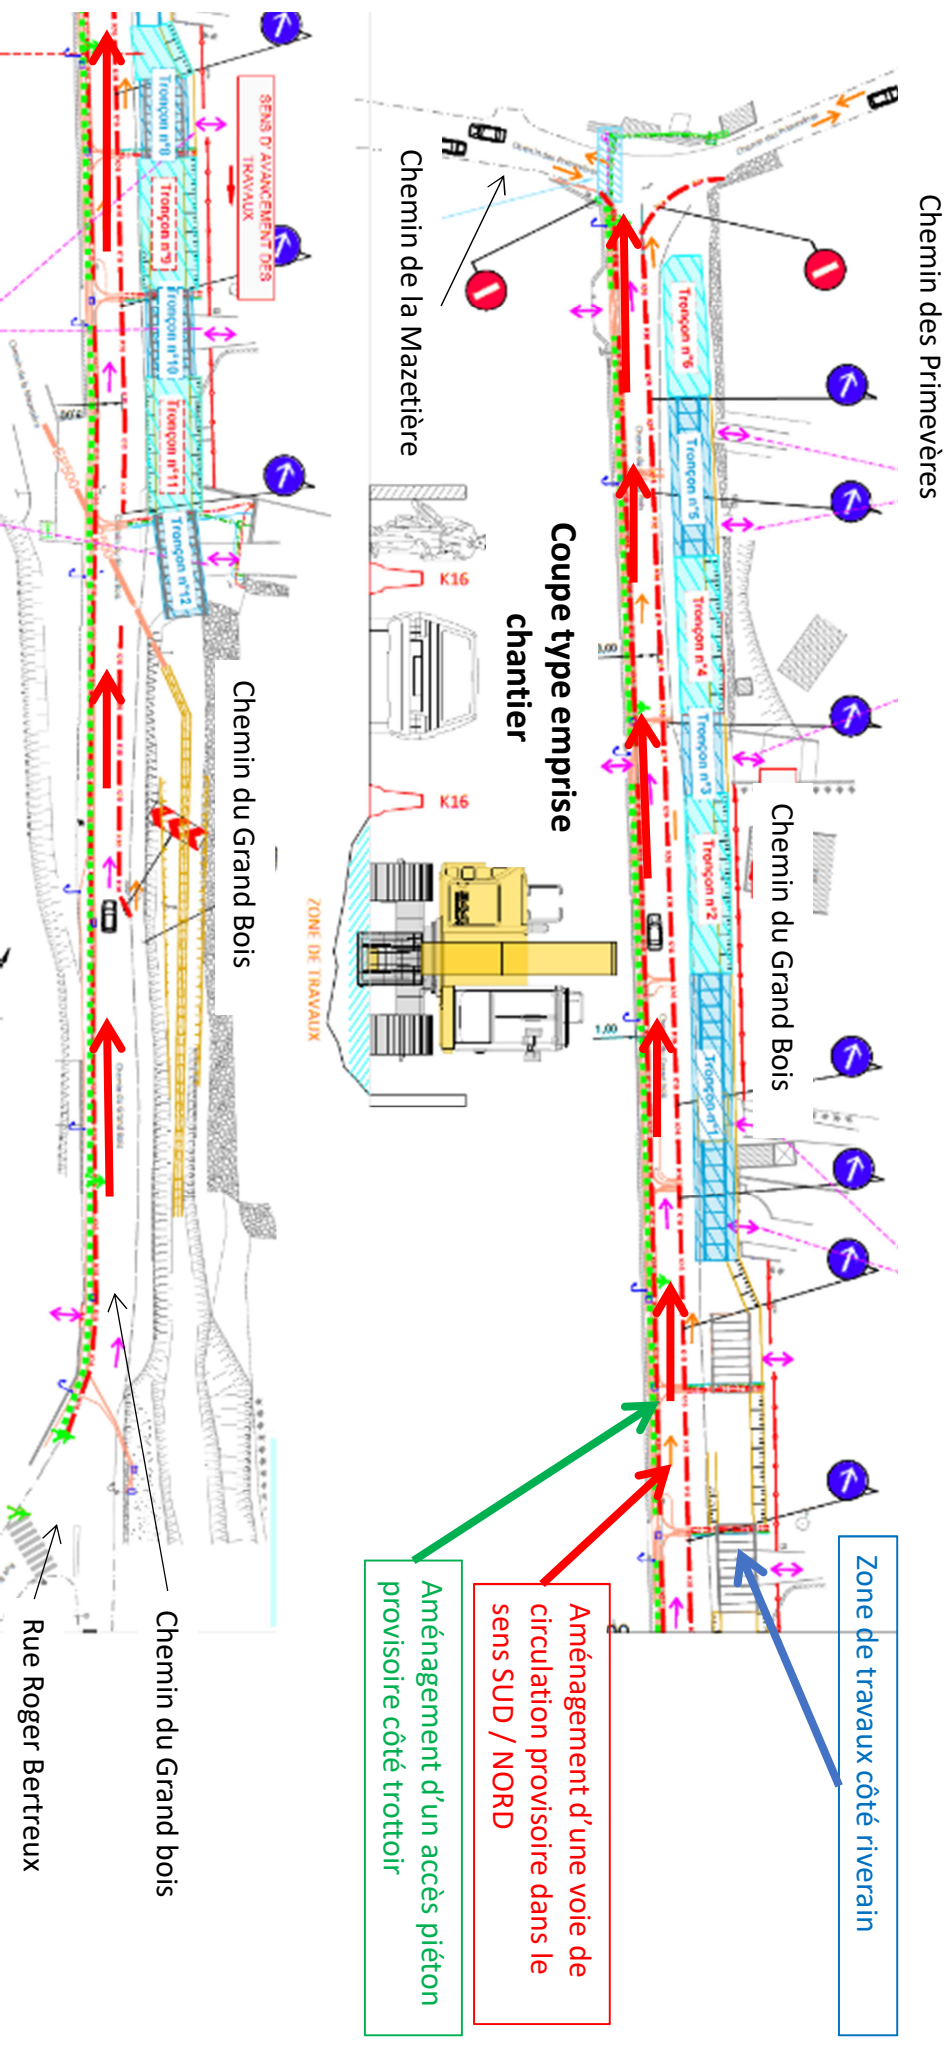 Chemin des Primevères
Chemin de la Mazetière
Tronçon n°6
Tronçon n°5
Tronçon n°4
Tronçon n°3
Tronçon n°2
Tronçon n°1
Chemin du Grand Bois
Coupe type emprise
chantier
K16
K16
ZONE DE TRAVAUX
1,00
Zone de travaux côté riverain
Aménagement d'une voie de
circulation provisoire dans le
sens SUD / NORD
Aménagement d'un accès piéton
provisoire côté trottoir
SENS D'AVANCEMENT DES
TRAVAUX
Tronçon n°8
Tronçon n°9
Tronçon n°10
Tronçon n°11
Tronçon n°12
Chemin du Grand Bois
Chemin du Grand bois
Rue Roger Bertreux